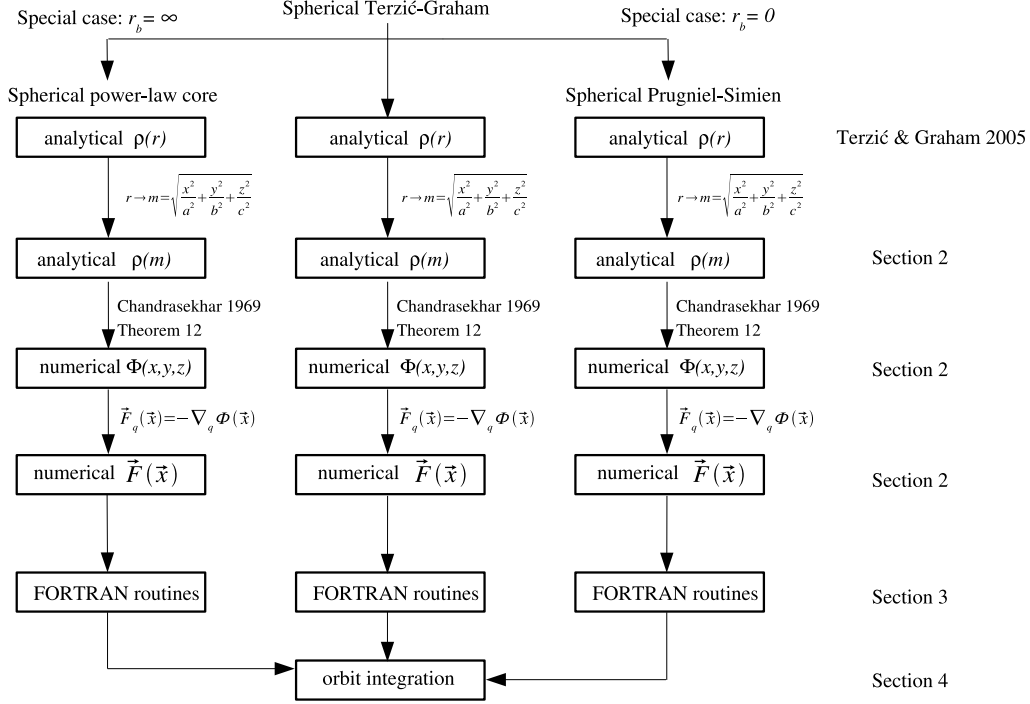 Special case: r_b = ∞
Spherical Terzić-Graham
Special case: r_b = 0
Spherical power-law core
Spherical Prugniel-Simien
analytical ρ(r)
analytical ρ(r)
analytical ρ(r)
Terzić & Graham 2005
r→m=√(x²/a²+y²/b²+z²/c²)
r→m=√(x²/a²+y²/b²+z²/c²)
r→m=√(x²/a²+y²/b²+z²/c²)
analytical ρ(m)
analytical ρ(m)
analytical ρ(m)
Section 2
Chandrasekhar 1969
Theorem 12
Chandrasekhar 1969
Theorem 12
Chandrasekhar 1969
Theorem 12
numerical Φ(x,y,z)
numerical Φ(x,y,z)
numerical Φ(x,y,z)
Section 2
F⃗_q(x⃗)=−∇_q Φ(x⃗)
F⃗_q(x⃗)=−∇_q Φ(x⃗)
F⃗_q(x⃗)=−∇_q Φ(x⃗)
numerical F⃗(x⃗)
numerical F⃗(x⃗)
numerical F⃗(x⃗)
Section 2
FORTRAN routines
FORTRAN routines
FORTRAN routines
Section 3
orbit integration
Section 4